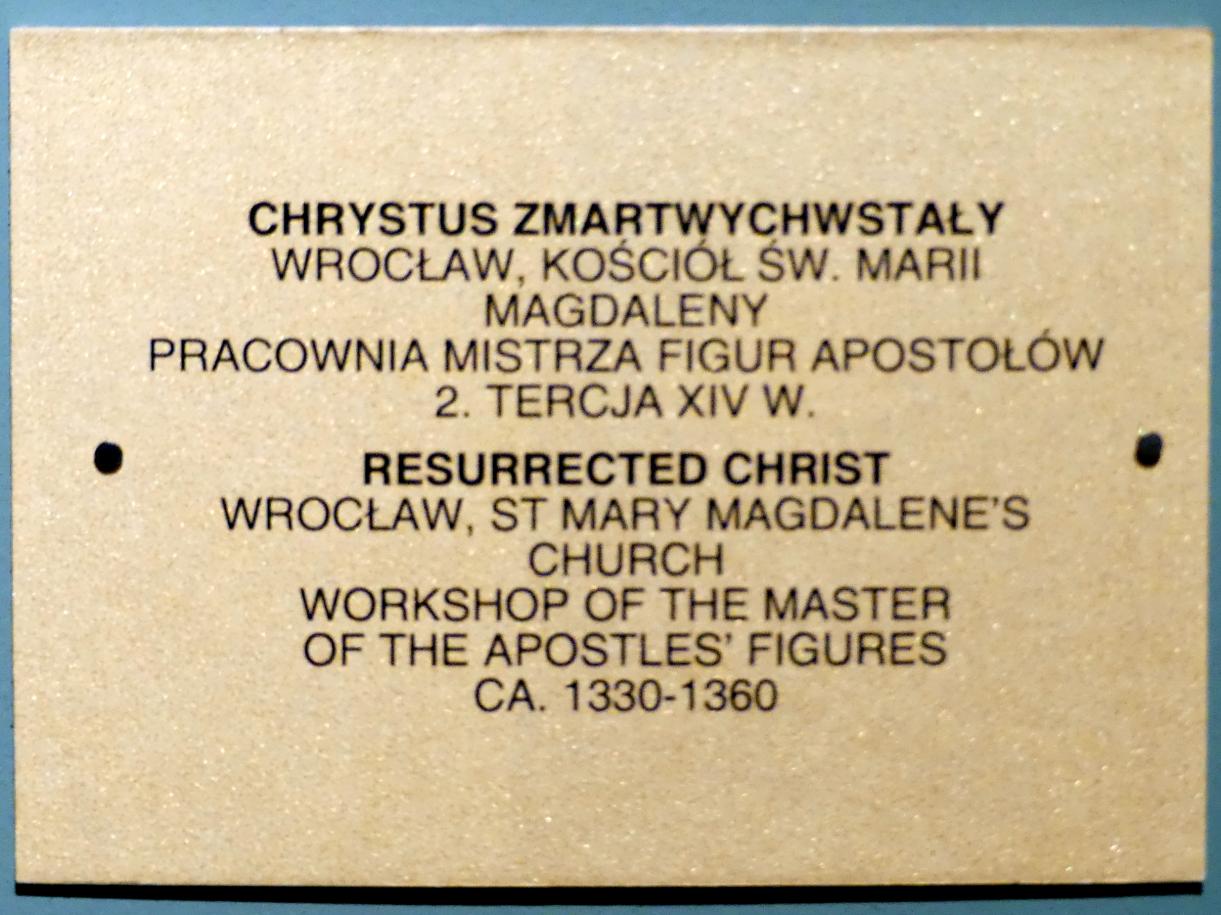 CHRYSTUS ZMARTWYCHWSTAŁY
WROCŁAW, KOŚCIÓŁ ŚW. MARII
MAGDALENY
PRACOWNIA MISTRZA FIGUR APOSTOŁÓW
2. TERCJA XIV W.
RESURRECTED CHRIST
WROCŁAW, ST MARY MAGDALENE'S
CHURCH
WORKSHOP OF THE MASTER
OF THE APOSTLES' FIGURES
CA. 1330-1360